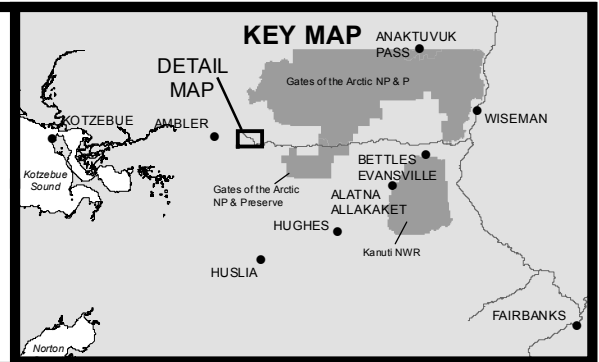 KEY MAP
ANAKTUVUK
PASS
DETAIL
MAP
Gates of the Arctic NP & P
KOTZEBUE
AMBLER
WISEMAN
Kotzebue
Sound
BETTLES
EVANSVILLE
Gates of the Arctic
NP & Preserve
ALATNA
ALLAKAKET
HUGHES
Kanuti NWR
HUSLIA
FAIRBANKS
Norton